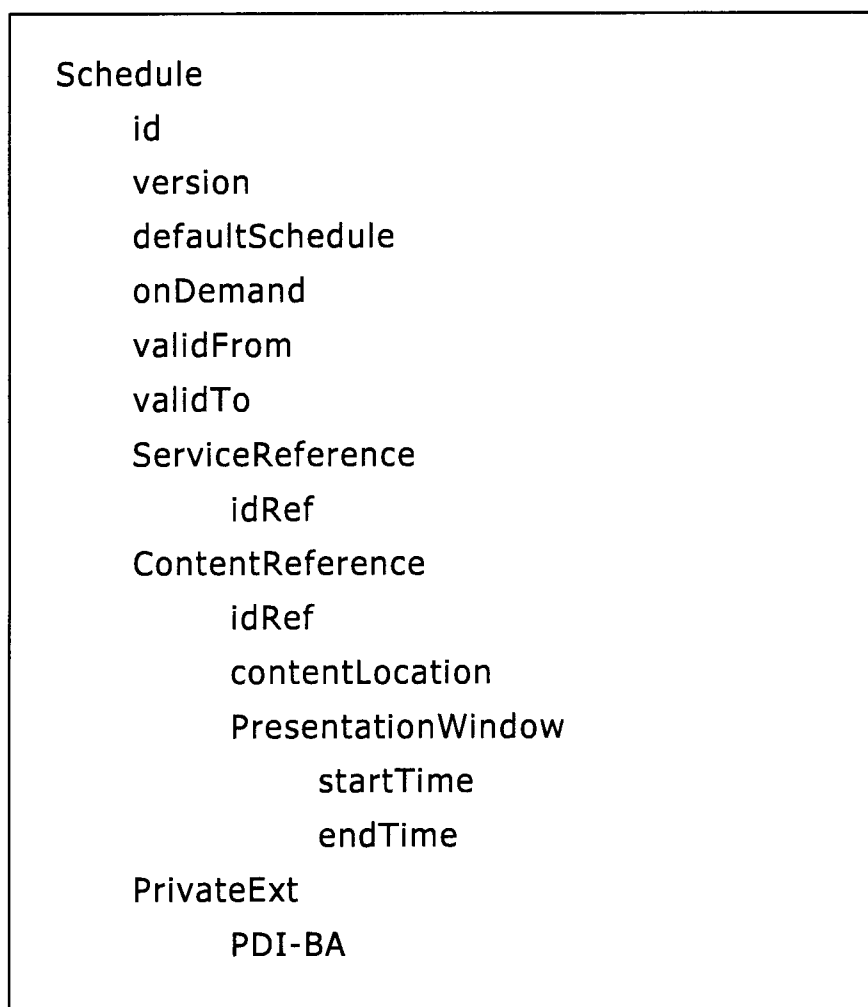 Schedule
id
version
defaultSchedule
onDemand
validFrom
validTo
ServiceReference
idRef
ContentReference
idRef
contentLocation
PresentationWindow
startTime
endTime
PrivateExt
PDI-BA